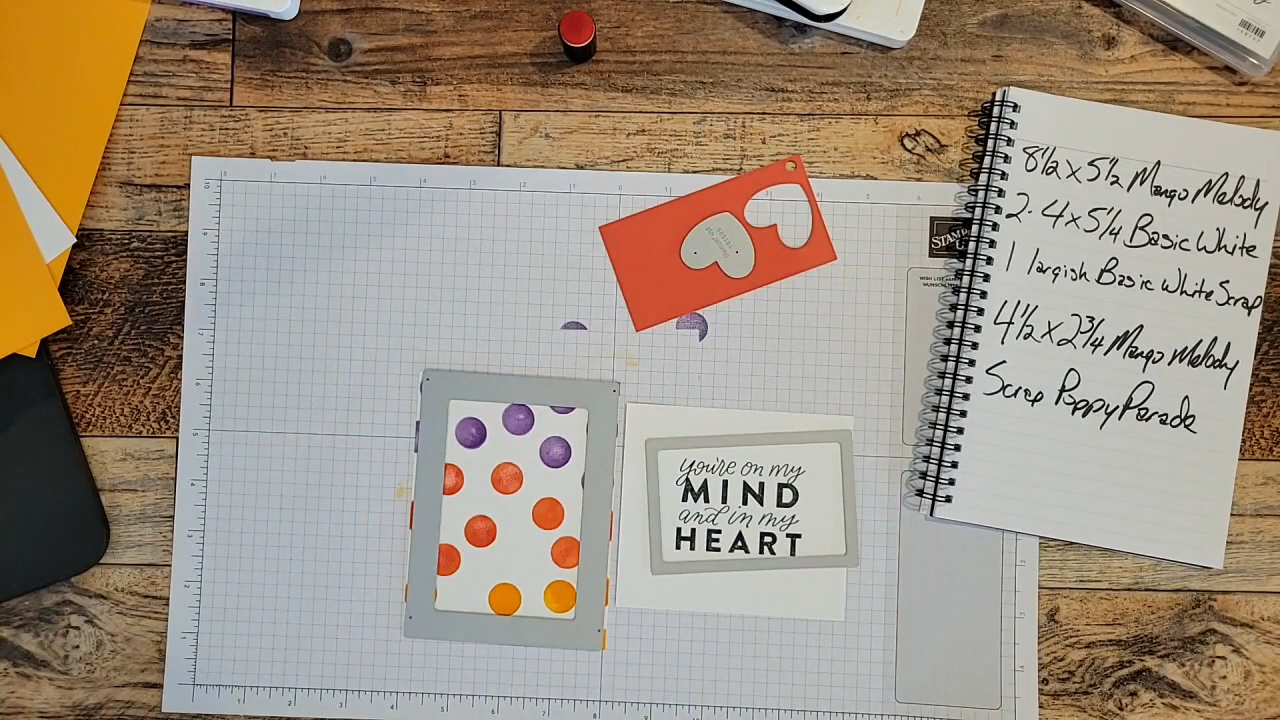 8½ x 5½ Mango Melody
2. 4 x 5¼ Basic White
1 largish Basic White Scrap
4½ x 2¾ Mango Melody
Scrap Poppy Parade
you're on my
MIND
and in my
HEART